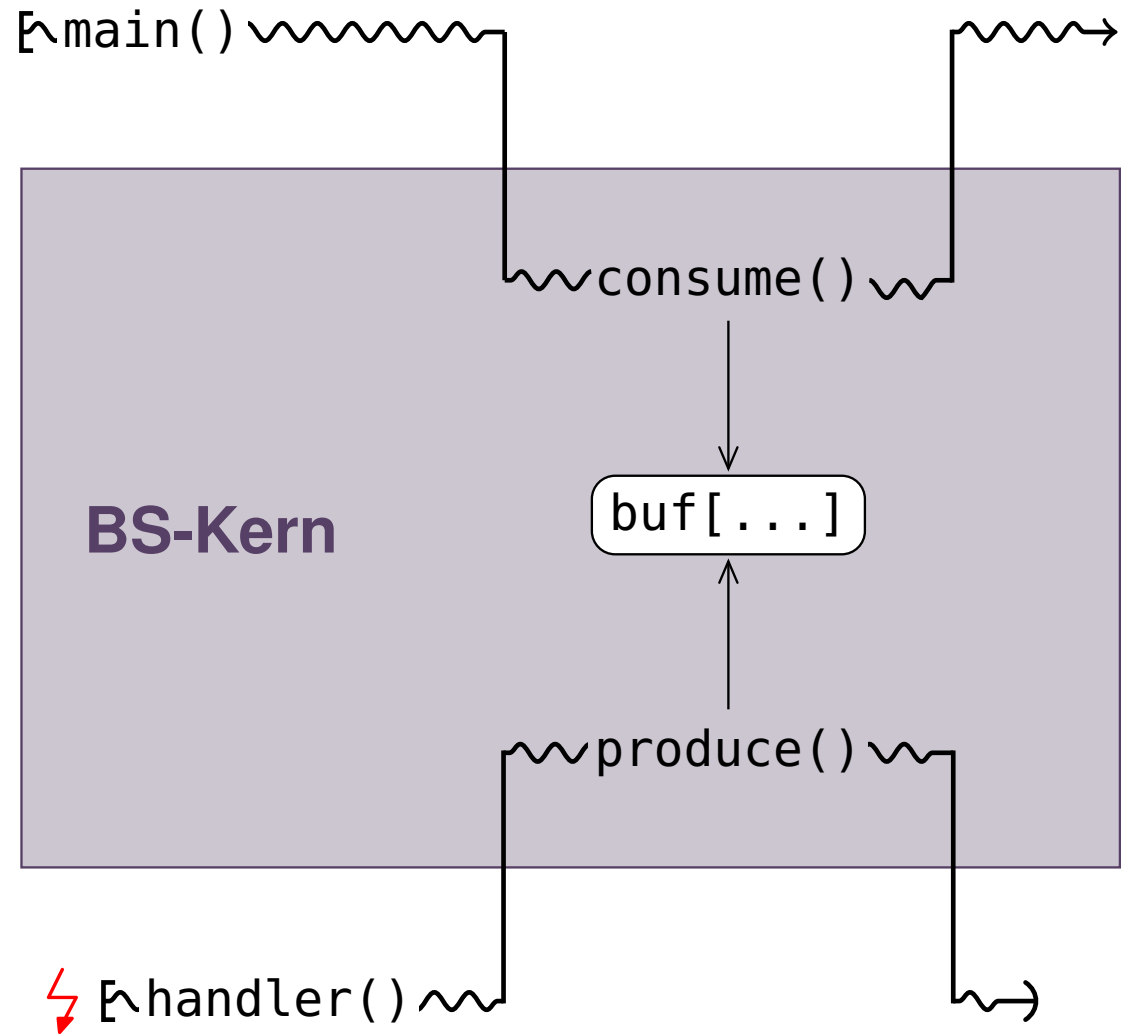 main()
consume()
buf[...]
BS-Kern
produce()
handler()